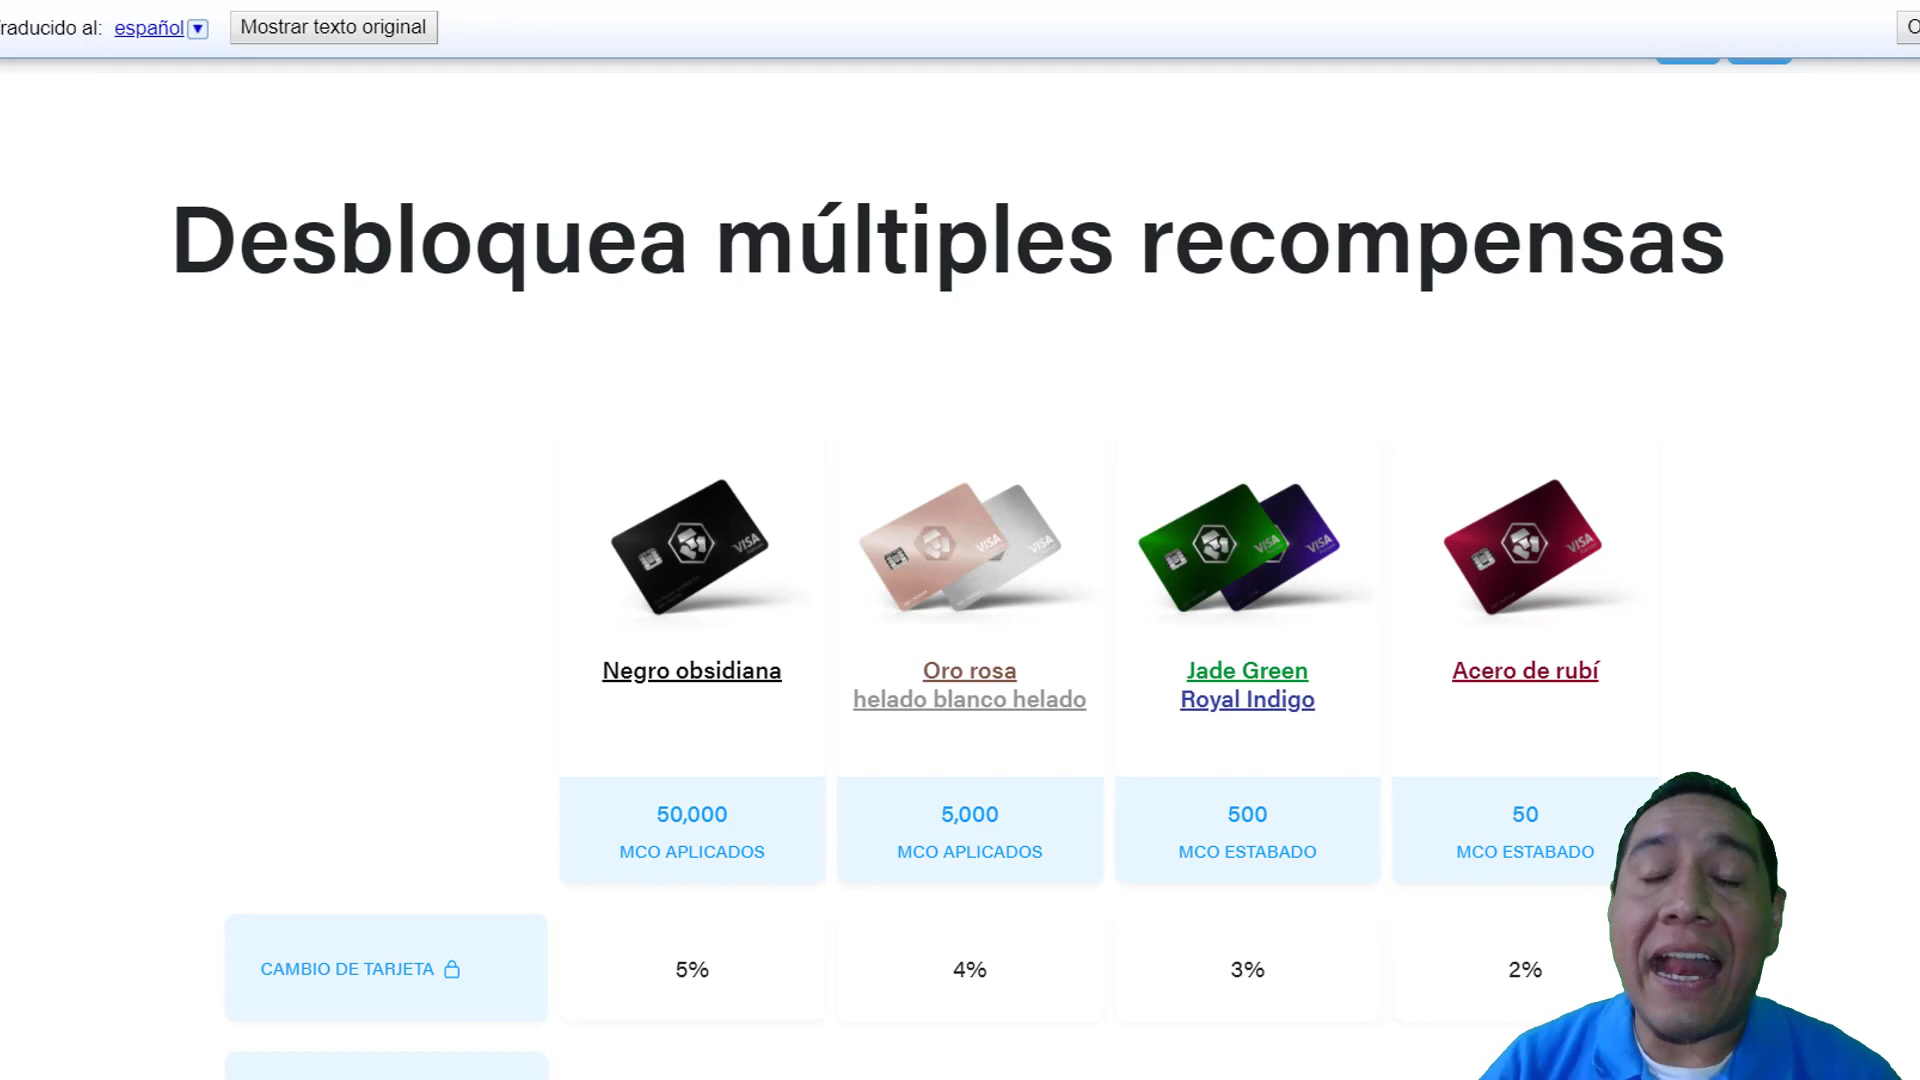 raducido al: español Mostrar texto original
Desbloquea múltiples recompensas
VISA VISA VISA VISA VISA VISA
Negro obsidiana
Oro rosa
helado blanco helado
Jade Green
Royal Indigo
Acero de rubí
50,000 5,000 500 50
MCO APLICADOS MCO APLICADOS MCO ESTABADO MCO ESTABADO
CAMBIO DE TARJETA 5% 4% 3% 2%